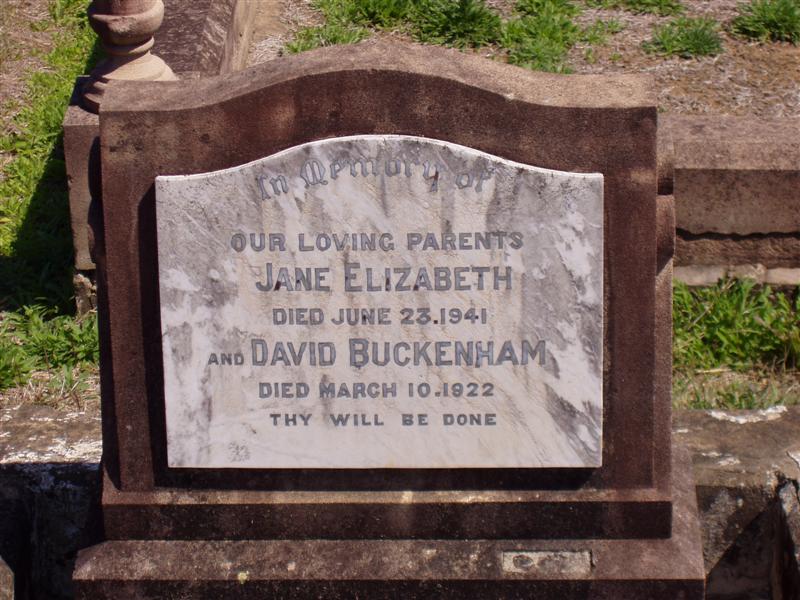 In Memory of
OUR LOVING PARENTS
JANE ELIZABETH
DIED JUNE 23.1941
AND DAVID BUCKENHAM
DIED MARCH 10.1922
THY WILL BE DONE